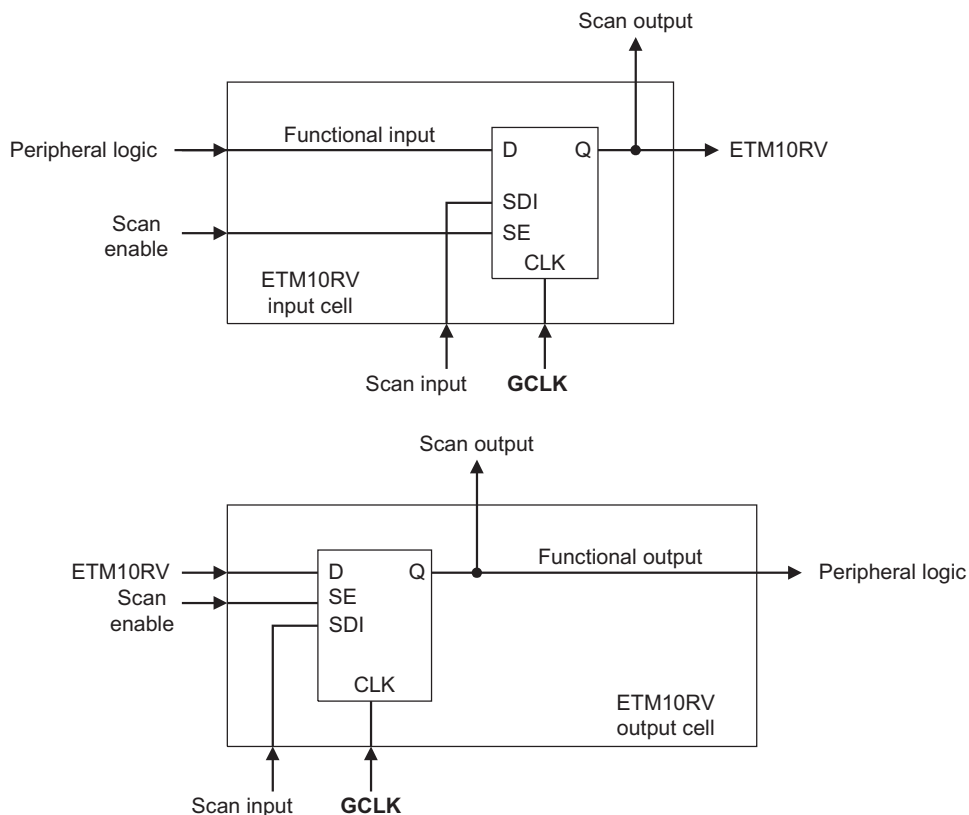 Scan output
Peripheral logic
Functional input
D
Q
ETM10RV
SDI
Scan
enable
SE
CLK
ETM10RV
input cell
Scan input
GCLK
Scan output
ETM10RV
D
Q
Functional output
Peripheral logic
Scan
enable
SE
SDI
CLK
ETM10RV
output cell
Scan input
GCLK